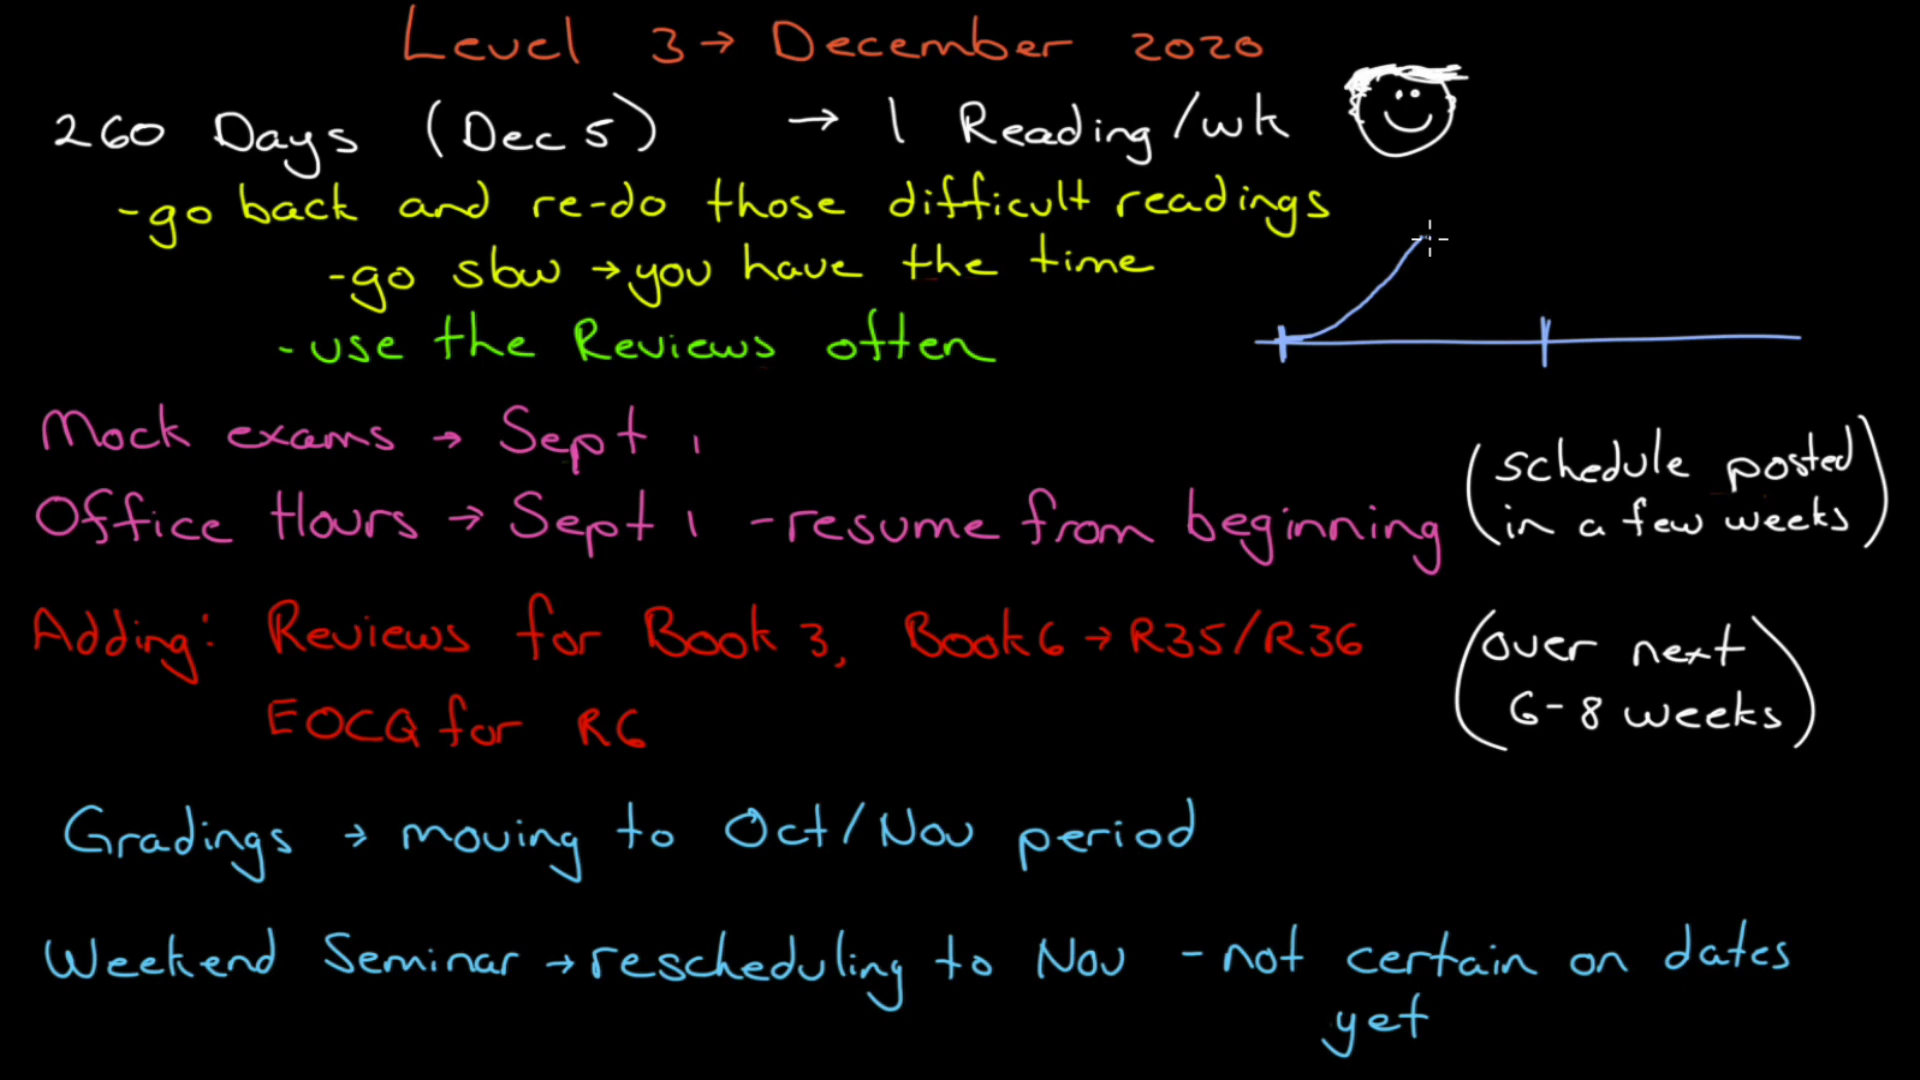 Level 3 → December 2020
260 Days (Dec 5) → 1 Reading/wk
-go back and re-do those difficult readings
-go slow → you have the time
-use the Reviews often
Mock exams → Sept 1
Office Hours → Sept 1 - resume from beginning
(schedule posted
in a few weeks)
Adding: Reviews for Book 3, Book 6 → R35/R36
EOCQ for R6
(over next
6-8 weeks)
Gradings → moving to Oct/Nov period
Weekend Seminar → rescheduling to Nov - not certain on dates
yet